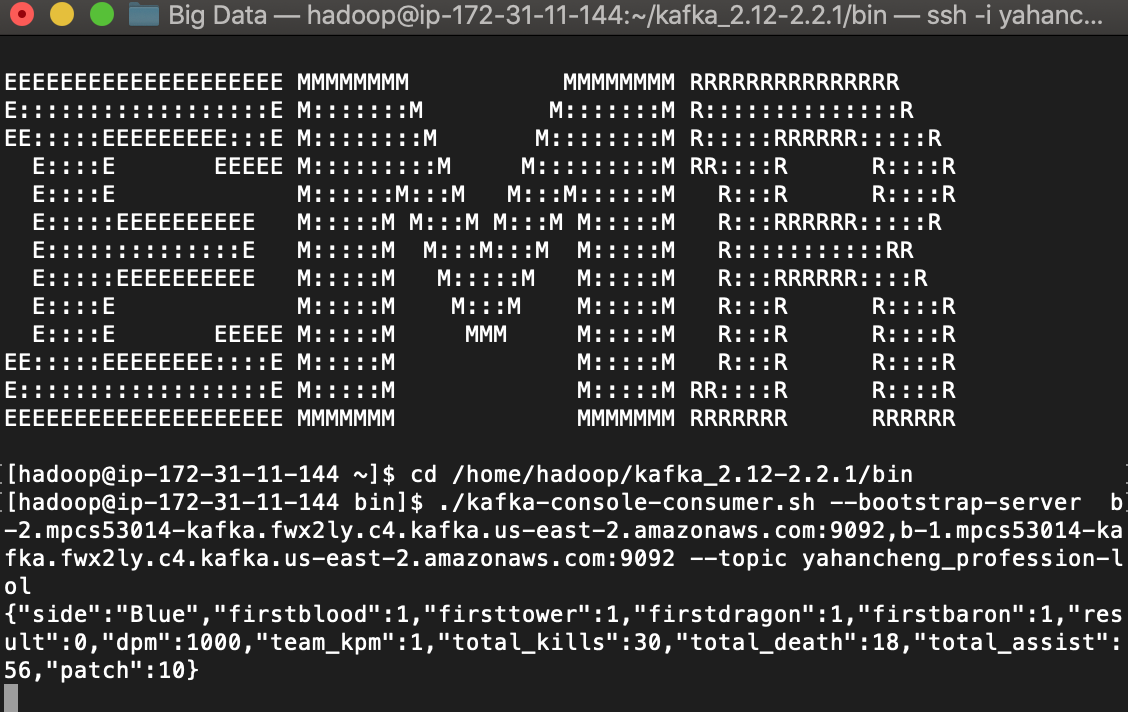 Big Data — hadoop@ip-172-31-11-144:~/kafka_2.12-2.2.1/bin — ssh -i yahanc...
EEEEEEEEEEEEEEEEEEEE MMMMMMMM           MMMMMMMM RRRRRRRRRRRRRRR
E::::::::::::::::::E M:::::::M         M:::::::M R::::::::::::::R
EE:::::EEEEEEEEE:::E M::::::::M       M::::::::M R:::::RRRRRR:::::R
  E::::E       EEEEE M:::::::::M     M:::::::::M RR::::R      R::::R
  E::::E             M::::::M:::M   M:::M::::::M   R:::R      R::::R
  E:::::EEEEEEEEEE   M:::::M M:::M M:::M M:::::M   R:::RRRRRR:::::R
  E::::::::::::::E   M:::::M  M:::M:::M  M:::::M   R:::::::::::RR
  E:::::EEEEEEEEEE   M:::::M   M:::::M   M:::::M   R:::RRRRRR::::R
  E::::E             M:::::M    M:::M    M:::::M   R:::R      R::::R
  E::::E       EEEEE M:::::M     MMM     M:::::M   R:::R      R::::R
EE:::::EEEEEEEE::::E M:::::M             M:::::M   R:::R      R::::R
E::::::::::::::::::E M:::::M             M:::::M RR::::R      R::::R
EEEEEEEEEEEEEEEEEEEE MMMMMMM             MMMMMMM RRRRRRR      RRRRRR
[hadoop@ip-172-31-11-144 ~]$ cd /home/hadoop/kafka_2.12-2.2.1/bin
[hadoop@ip-172-31-11-144 bin]$ ./kafka-console-consumer.sh --bootstrap-server  b
-2.mpcs53014-kafka.fwx2ly.c4.kafka.us-east-2.amazonaws.com:9092,b-1.mpcs53014-ka
fka.fwx2ly.c4.kafka.us-east-2.amazonaws.com:9092 --topic yahancheng_profession-l
ol
{"side":"Blue","firstblood":1,"firsttower":1,"firstdragon":1,"firstbaron":1,"res
ult":0,"dpm":1000,"team_kpm":1,"total_kills":30,"total_death":18,"total_assist":
56,"patch":10}